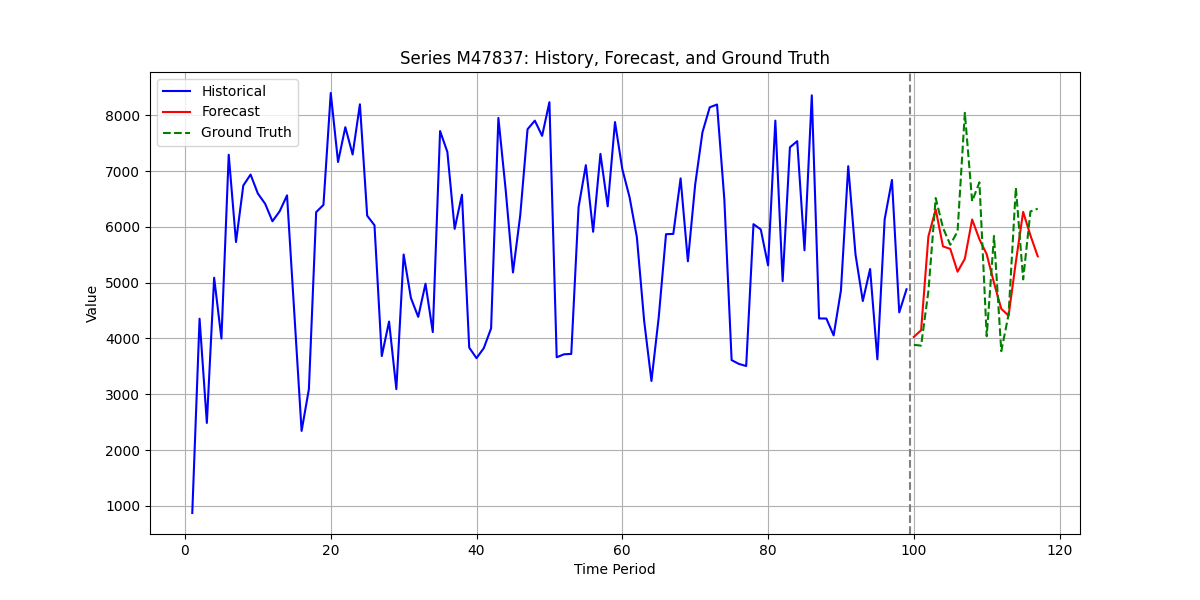 Series M47837: History, Forecast, and Ground Truth
Historical
Forecast
Ground Truth
8000
7000
6000
5000
4000
3000
2000
1000
Value
0 20 40 60 80 100 120
Time Period